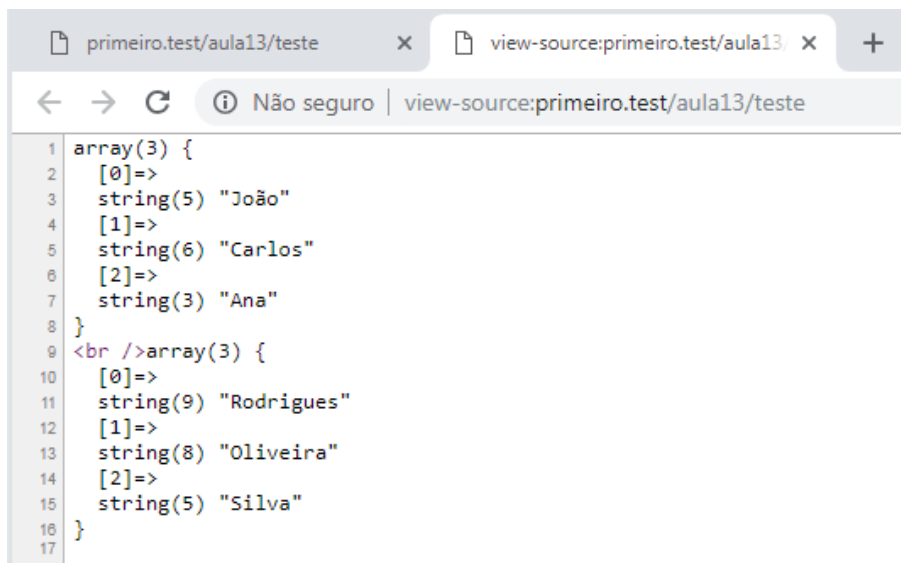 primeiro.test/aula13/teste view-source:primeiro.test/aula13/
Não seguro | view-source:primeiro.test/aula13/teste
1 array(3) {
2 [0]=>
3 string(5) "João"
4 [1]=>
5 string(6) "Carlos"
6 [2]=>
7 string(3) "Ana"
8 }
9 <br />array(3) {
10 [0]=>
11 string(9) "Rodrigues"
12 [1]=>
13 string(8) "Oliveira"
14 [2]=>
15 string(5) "Silva"
16 }
17